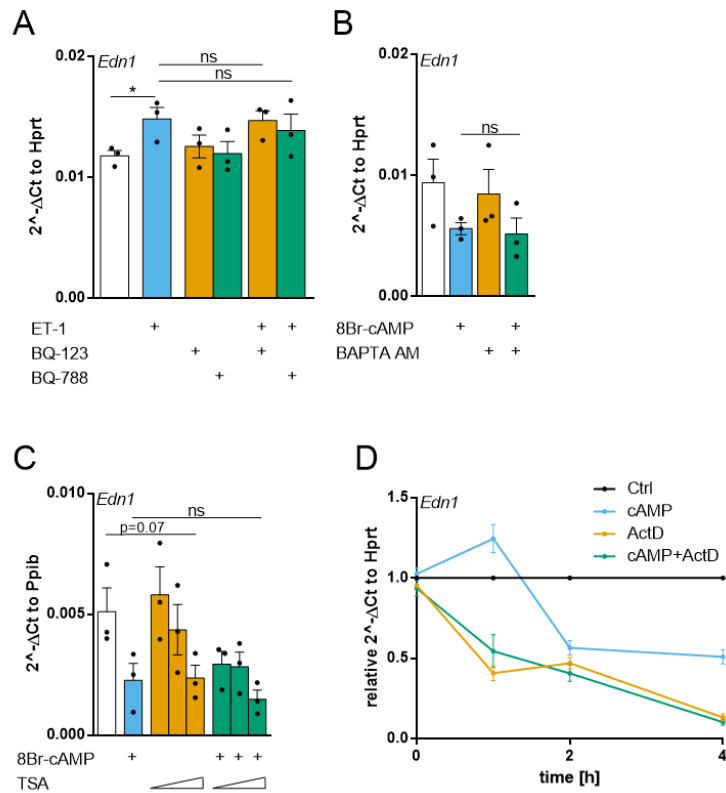 A
B
Edn1
ns
ns
*
2^-ΔCt to Hprt
0.02
0.01
0.00
ET-1 + + +
BQ-123 + +
BQ-788 + +
Edn1
ns
2^-ΔCt to Hprt
0.02
0.01
0.00
8Br-cAMP + +
BAPTA AM + +
C
D
Edn1
ns
p=0.07
2^-ΔCt to Ppib
0.010
0.005
0.000
8Br-cAMP + + + +
TSA
Edn1
Ctrl
cAMP
ActD
cAMP+ActD
relative 2^-ΔCt to Hprt
1.5
1.0
0.5
0.0
0 2 4
time [h]